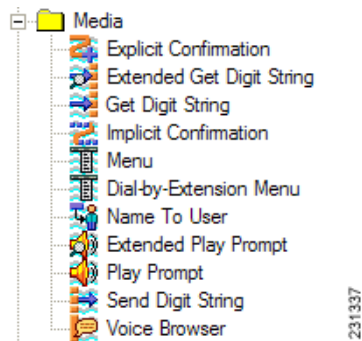 Media
Explicit Confirmation
Extended Get Digit String
Get Digit String
Implicit Confirmation
Menu
Dial-by-Extension Menu
Name To User
Extended Play Prompt
Play Prompt
Send Digit String
Voice Browser
231337